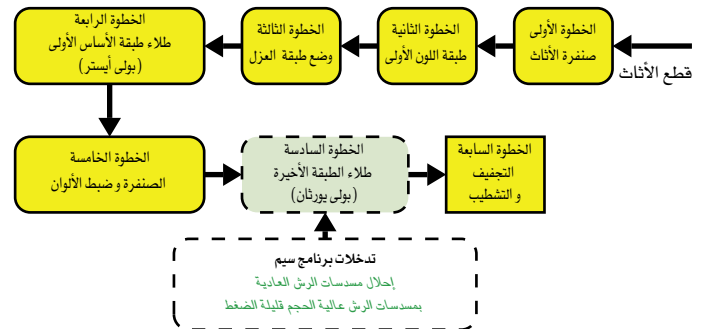 قطع الأثاث
الخطوة الأولى
صنفرة الأثاث
الخطوة الثانية
طبقة اللون الأولى
الخطوة الثالثة
وضع طبقة العزل
الخطوة الرابعة
طلاء طبقة الأساس الأولى
(بولى أيستر)
الخطوة الخامسة
الصنفرة و ضبط الألوان
الخطوة السادسة
طلاء الطبقة الأخيرة
(بولى يورثان)
الخطوة السابعة
التجفيف
و التشطيب
تدخلات برنامج سيم
إحلال مسدسات الرش العادية
بمسدسات الرش عالية الحجم قليلة الضغط